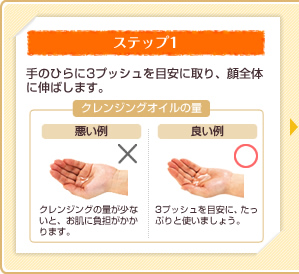 ステップ1
手のひらに3プッシュを目安に取り、顔全体
に伸ばします。
クレンジングオイルの量
悪い例
クレンジングの量が少な
いと、お肌に負担がかか
ります。
良い例
3プッシュを目安に、たっ
ぷりと使いましょう。